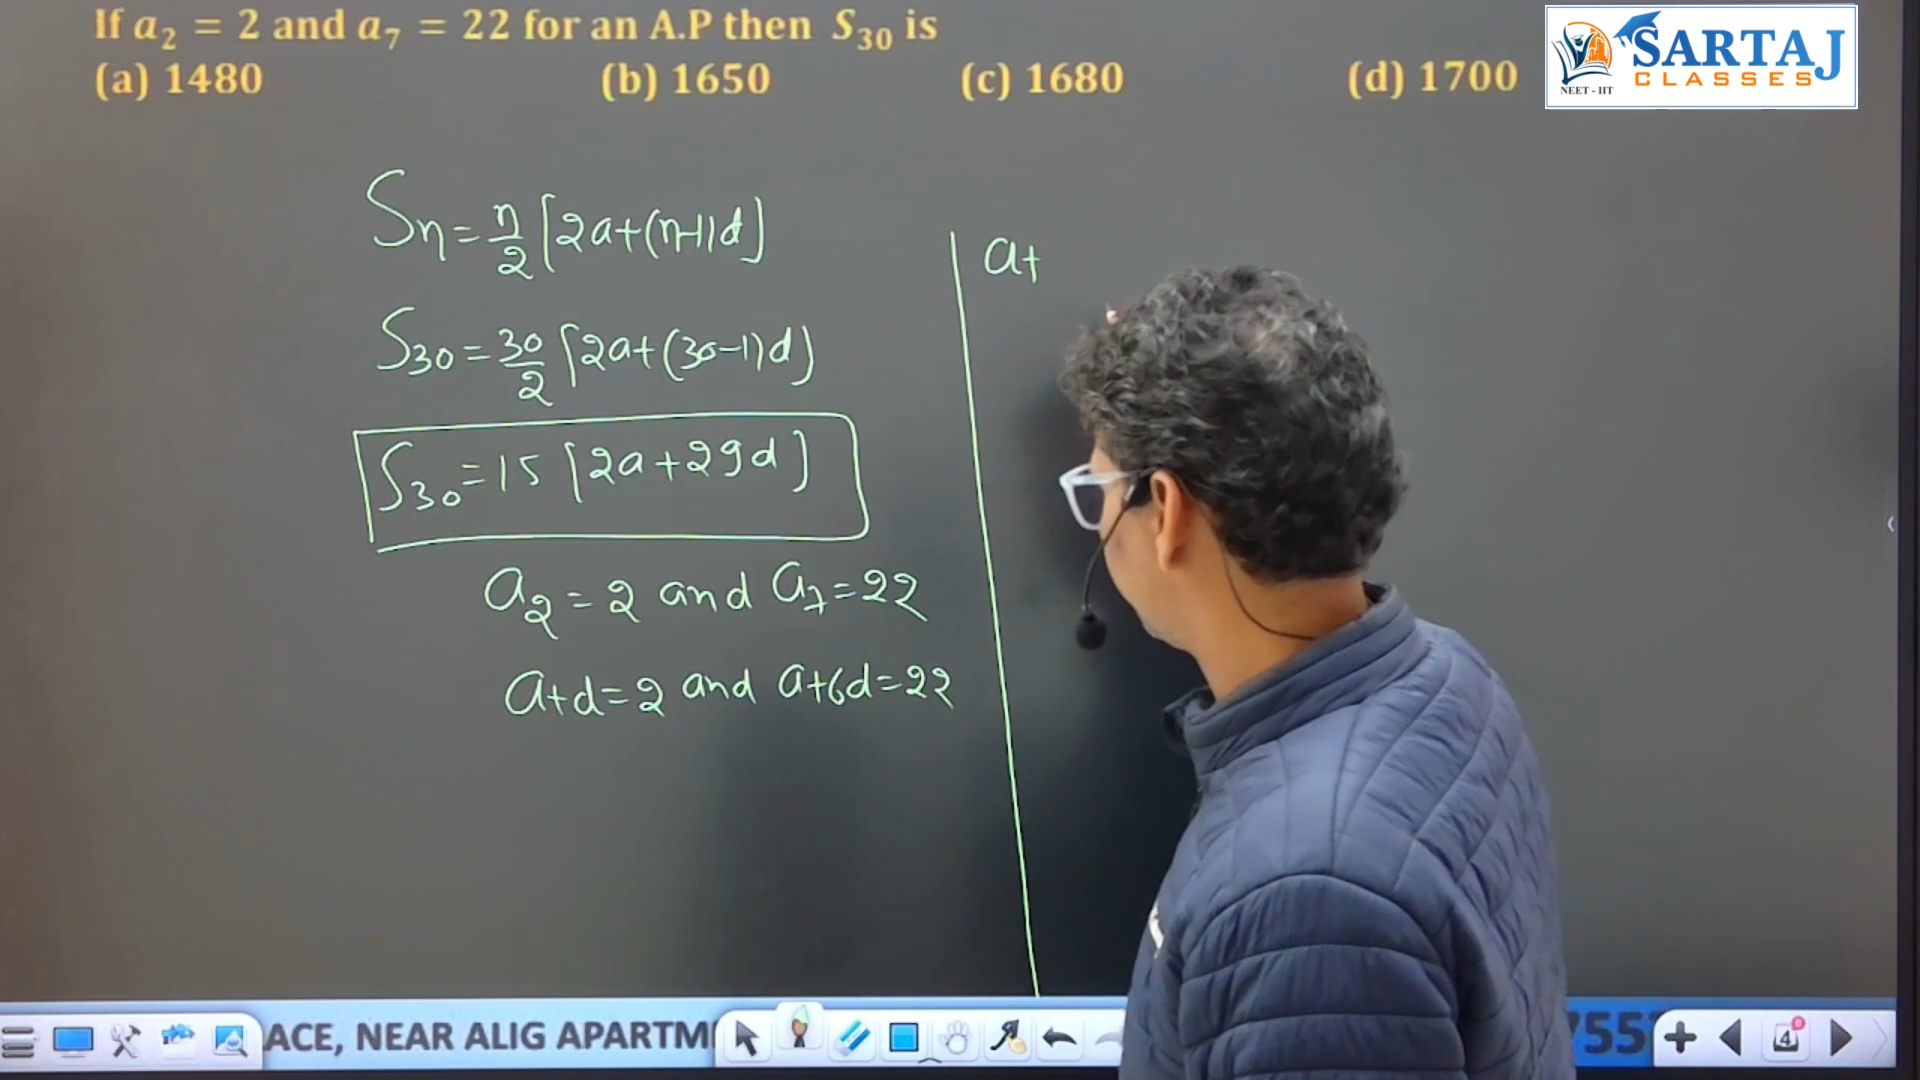 If a₂ = 2 and a₇ = 22 for an A.P then S₃₀ is
(a) 1480 (b) 1650 (c) 1680 (d) 1700
SARTAJ
CLASSES
NEET - IIT
Sₙ = n/2 [2a+(n-1)d]
S₃₀ = 30/2 [2a+(30-1)d]
S₃₀ = 15 [2a+29d]
a₂ = 2 and a₇ = 22
a+d=2 and a+6d=22
a+
ACE, NEAR ALIG APARTM
755
4